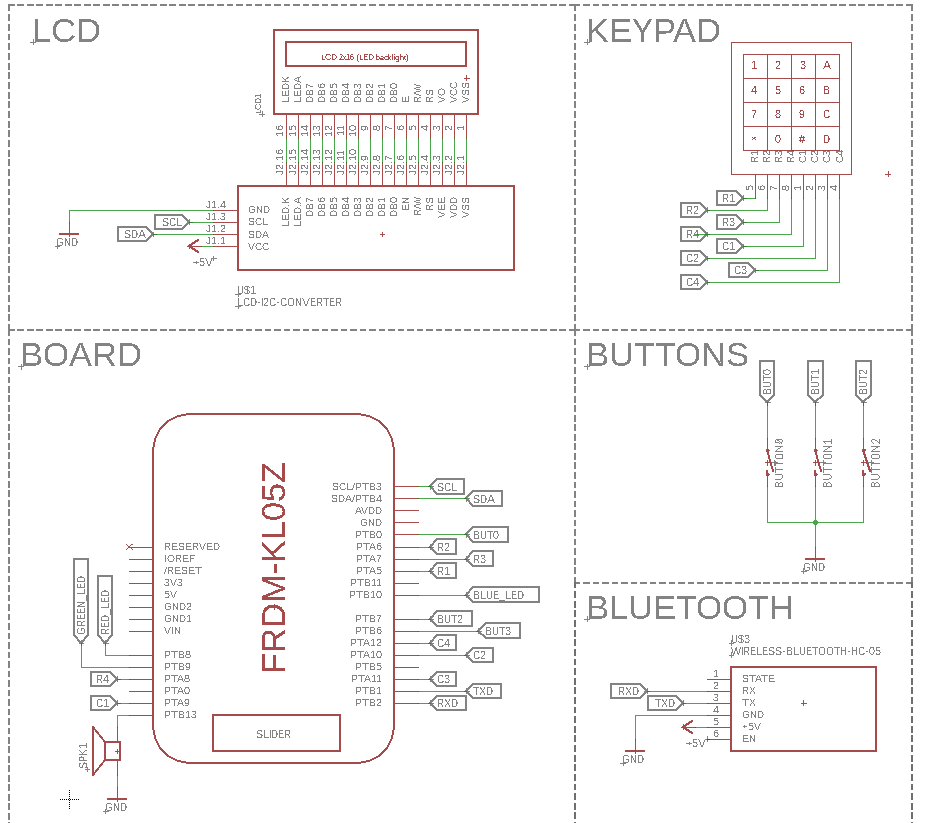 LCD
LCD 2x16 (LED backlight)
LCD1
LEDK LEDA DB7 DB6 DB5 DB4 DB3 DB2 DB1 DB0 E R/W RS VO VCC VSS
16 15 14 13 12 11 10 9 8 7 6 5 4 3 2 1
J2.16 J2.15 J2.14 J2.13 J2.12 J2.11 J2.10 J2.9 J2.8 J2.7 J2.6 J2.5 J2.4 J2.3 J2.2 J2.1
LED.K LED.A DB7 DB6 DB5 DB4 DB3 DB2 DB1 DB0 EN R/W RS VEE VDD VSS
J1.4 GND
SCL J1.3 SCL
SDA J1.2 SDA
J1.1 VCC
GND
+5V
U$1
LCD-I2C-CONVERTER
KEYPAD
1 2 3 A
4 5 6 B
7 8 9 C
* 0 # D
R1 R2 R3 R4 C1 C2 C3 C4
5 6 7 8 1 2 3 4
R1
R2
R3
R4
C1
C2
C3
C4
BOARD
FRDM-KL05Z
RESERVED
IOREF
/RESET
3V3
5V
GND2
GND1
VIN
PTB8
PTB9
R4 PTA8
PTA0
C1 PTA9
PTB13
GREEN_LED
RED_LED
SCL/PTB3 SCL
SDA/PTB4 SDA
AVDD
GND
PTB0 BUT0
PTA6 R2
PTA7 R3
PTA5 R1
PTB11
PTB10 BLUE_LED
PTB7 BUT2
PTB6 BUT3
PTA12 C4
PTA10 C2
PTB5
PTA11 C3
PTB1 TXD
PTB2 RXD
SLIDER
SPK1
GND
BUTTONS
BUT0 BUT1 BUT2
BUTTON0 BUTTON1 BUTTON2
GND
BLUETOOTH
U$3
WIRELESS-BLUETOOTH-HC-05
1 STATE
RXD 2 RX
TXD 3 TX
4 GND
5 +5V
6 EN
+5V
GND